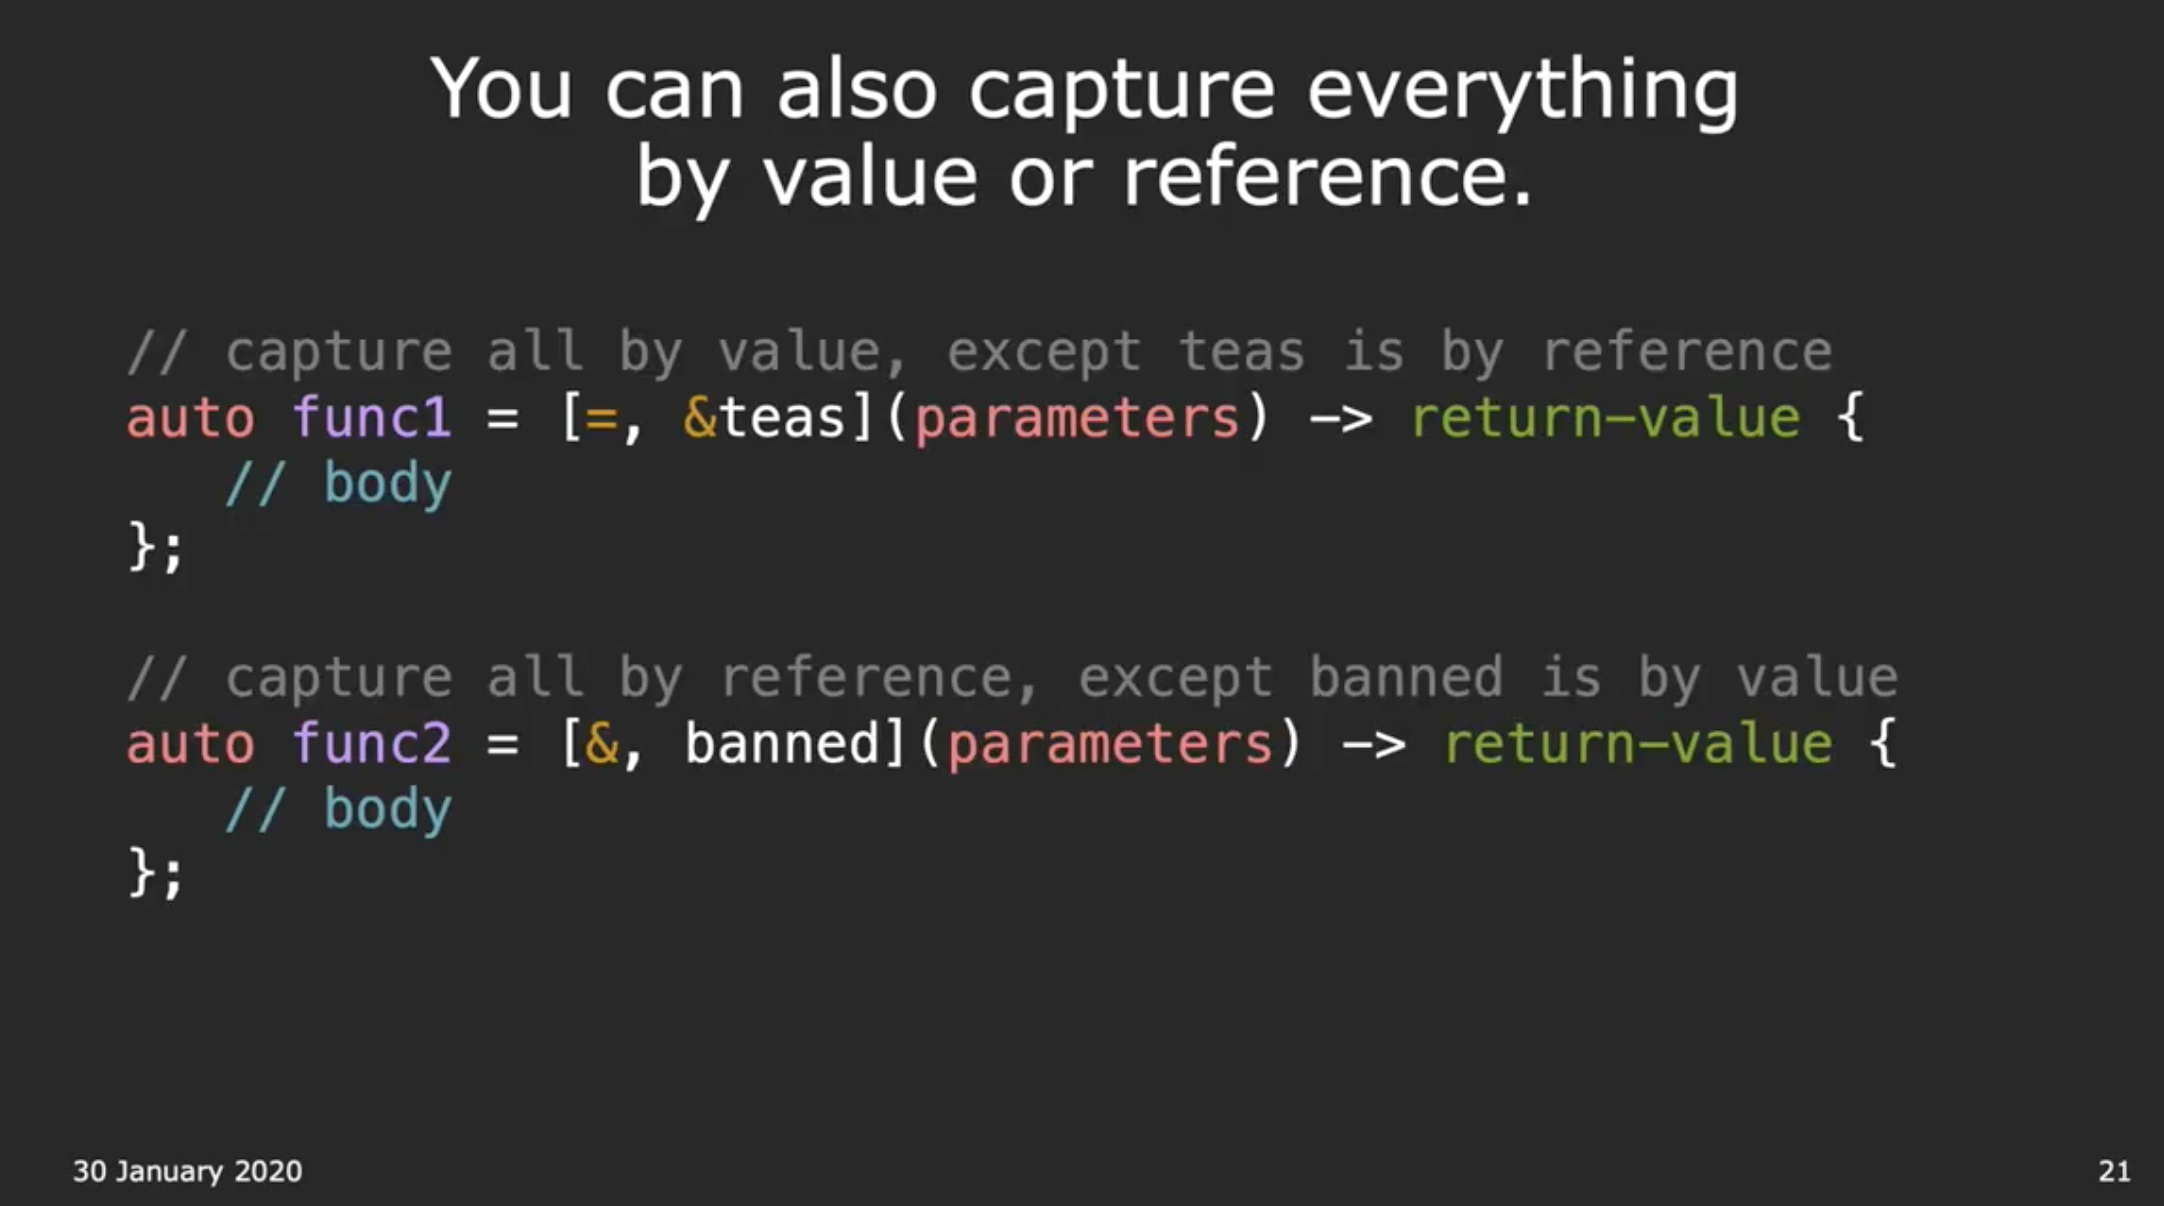 You can also capture everything
by value or reference.
// capture all by value, except teas is by reference
auto func1 = [=, &teas](parameters) -> return-value {
// body
};
// capture all by reference, except banned is by value
auto func2 = [&, banned](parameters) -> return-value {
// body
};
30 January 2020
21